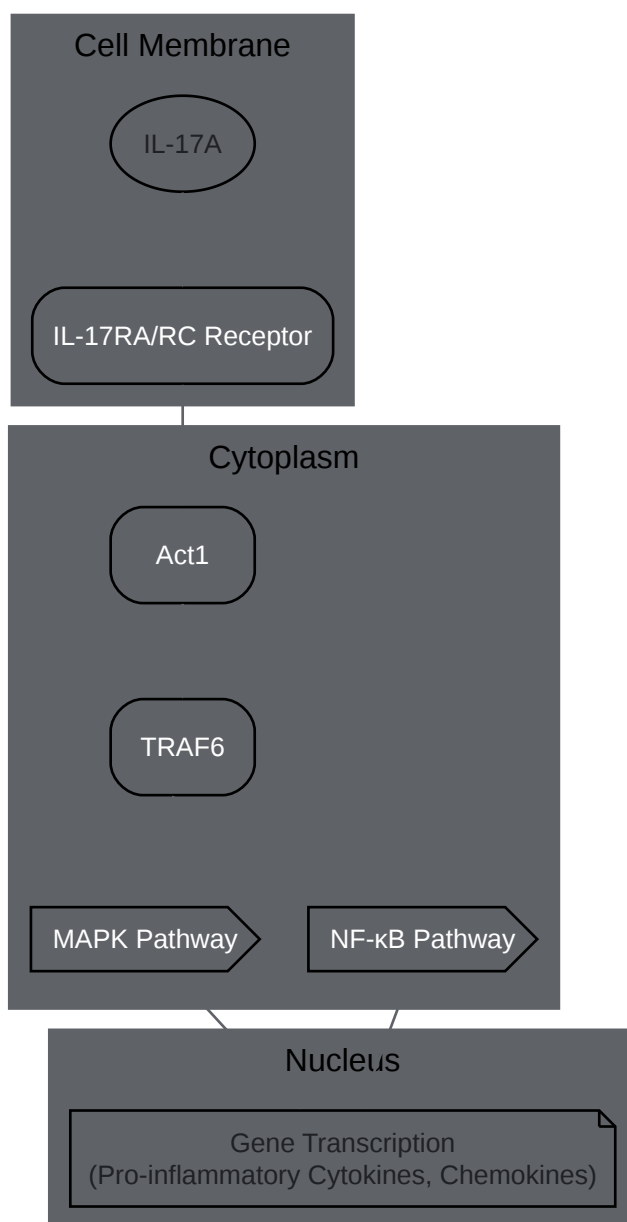 Cell Membrane
IL-17A
IL-17RA/RC Receptor
Cytoplasm
Act1
TRAF6
MAPK Pathway
NF-κB Pathway
Nucleus
Gene Transcription
(Pro-inflammatory Cytokines, Chemokines)